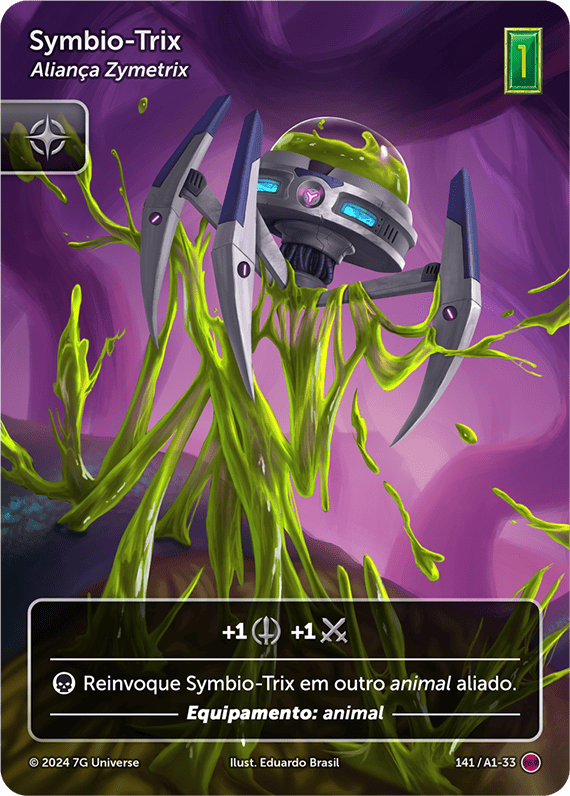 Symbio-Trix
Aliança Zymetrix
1
+1 +1
Reinvoque Symbio-Trix em outro animal aliado.
Equipamento: animal
© 2024 7G Universe Ilust. Eduardo Brasil 141 / A1-33